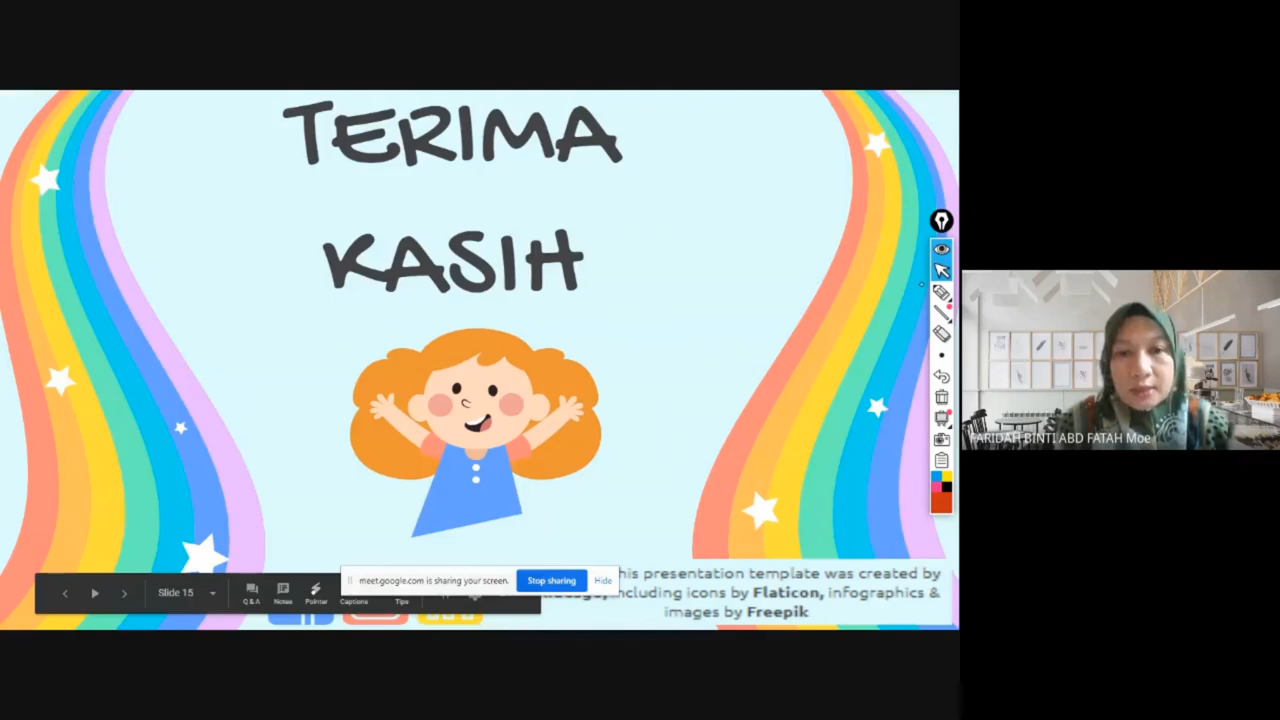 TERIMA
KASIH
his presentation template was created by
including icons by Flaticon, infographics &
images by Freepik
meet.google.com is sharing your screen.
Stop sharing
Hide
Slide 15
Q & A
Notes
Pointer
Captions
Tips
FARIDAH BINTI ABD FATAH Moe